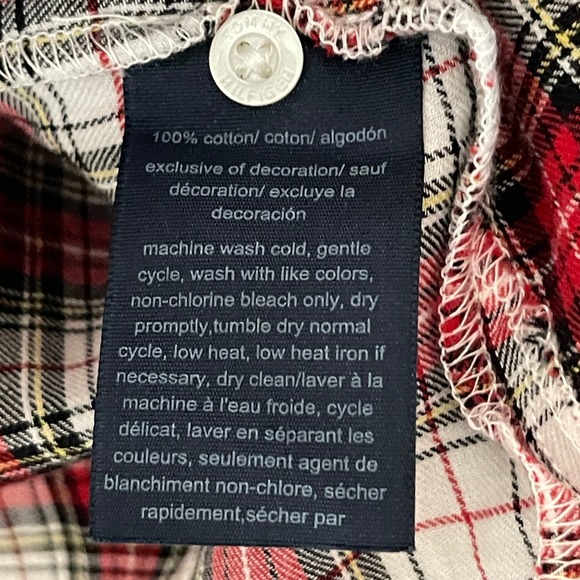 TOMMY
HILFIGER
100% cotton/ coton/ algodón
exclusive of decoration/ sauf
décoration/ excluye la
decoración
machine wash cold, gentle
cycle, wash with like colors,
non-chlorine bleach only, dry
promptly,tumble dry normal
cycle, low heat, low heat iron if
necessary, dry clean/laver à la
machine à l'eau froide, cycle
délicat, laver en séparant les
couleurs, seulement agent de
blanchiment non-chlore, sécher
rapidement,sécher par